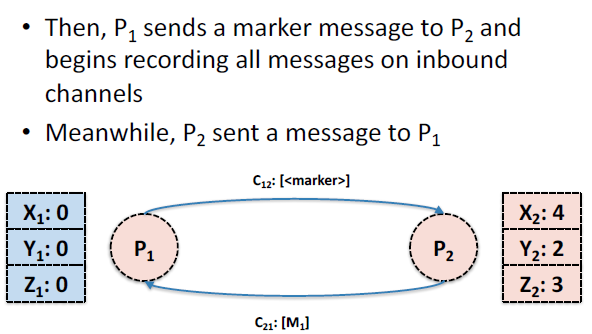 • Then, P₁ sends a marker message to P₂ and
begins recording all messages on inbound
channels
• Meanwhile, P₂ sent a message to P₁
C₁₂: [<marker>]
X₁: 0
Y₁: 0
Z₁: 0
P₁
P₂
X₂: 4
Y₂: 2
Z₂: 3
C₂₁: [M₁]